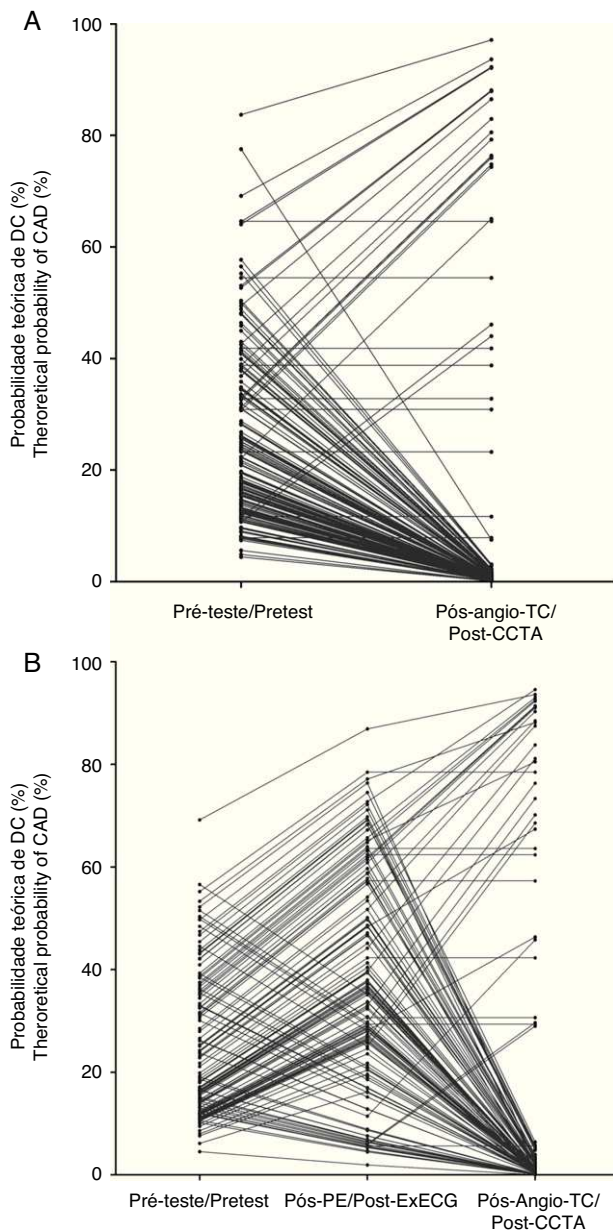 A
Probabilidade teórica de DC (%)
Theroretical probability of CAD (%)
100
80
60
40
20
0
Pré-teste/Pretest
Pós-angio-TC/
Post-CCTA
B
Probabilidade teórica de DC (%)
Theroretical probability of CAD (%)
100
80
60
40
20
0
Pré-teste/Pretest
Pós-PE/Post-ExECG
Pós-Angio-TC/
Post-CCTA